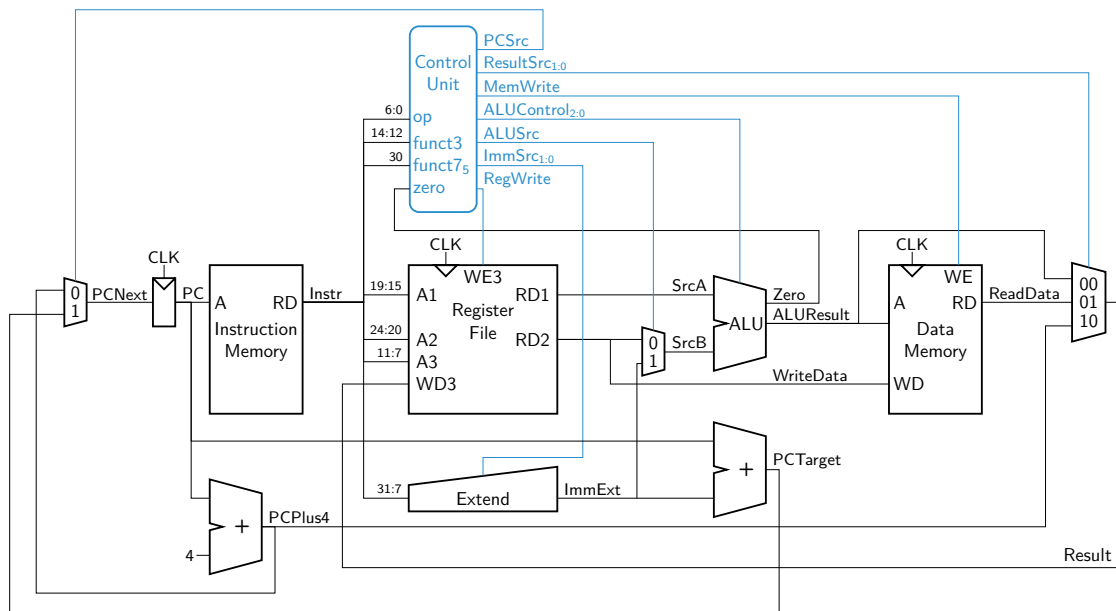 PCSrc
Control
Unit
ResultSrc1:0
MemWrite
6:0
op
ALUControl2:0
14:12
funct3
ALUSrc
30
funct75
ImmSrc1:0
zero
RegWrite
CLK
CLK
CLK
0
1
PCNext
PC
A
RD
Instruction
Memory
Instr
19:15
A1
WE3
RD1
Register
File
24:20
A2
RD2
11:7
A3
WD3
0
1
SrcA
SrcB
ALU
Zero
ALUResult
WriteData
WE
A
RD
Data
Memory
WD
ReadData
00
01
10
31:7
Extend
ImmExt
+
PCTarget
4
+
PCPlus4
Result